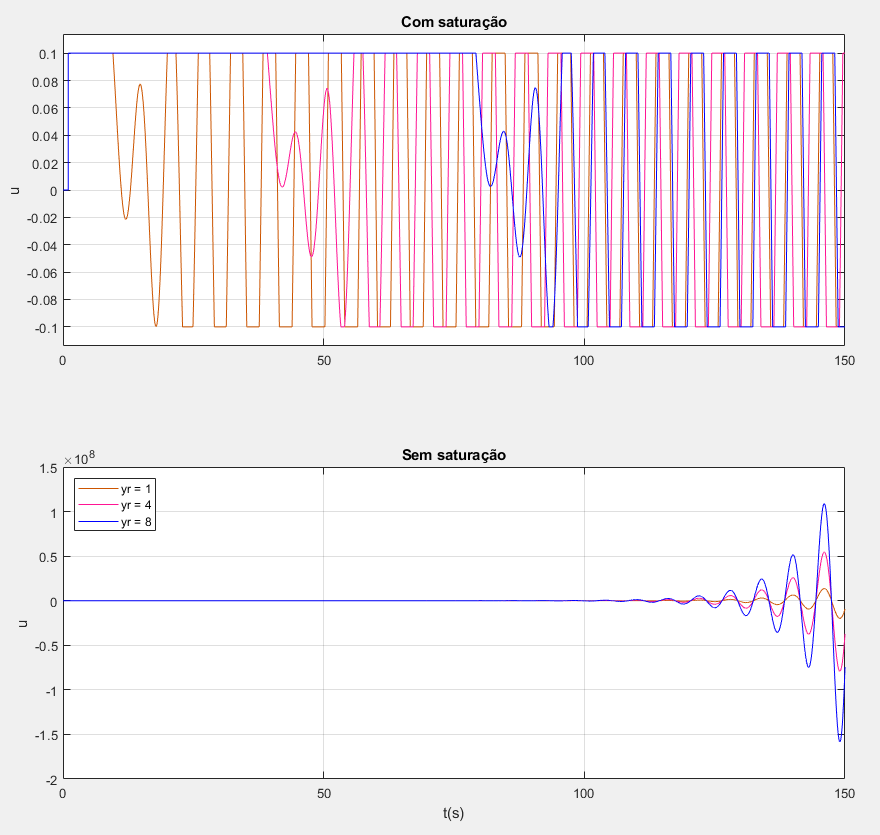 Com saturação
0.1
0.08
0.06
0.04
0.02
0
-0.02
-0.04
-0.06
-0.08
-0.1
u
0 50 100 150
Sem saturação
×10^8
1.5
1
0.5
0
-0.5
-1
-1.5
-2
u
yr = 1
yr = 4
yr = 8
0 50 100 150
t(s)